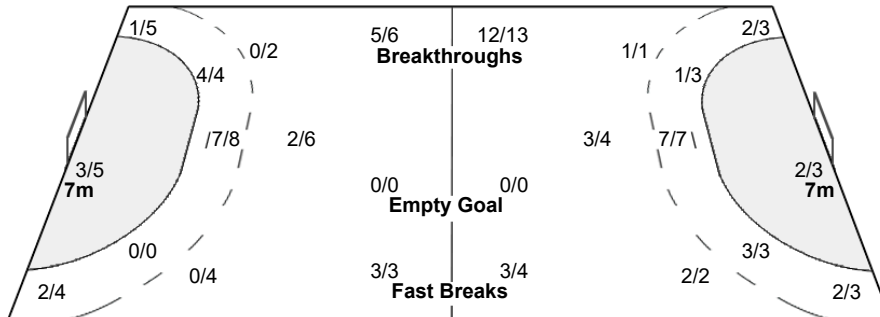 1/5 5/6 12/13 2/3
0/2 1/1
Breakthroughs
4/4 1/3
7/8 2/6 3/4 7/7
3/5 2/3
7m 7m
0/0 0/0
Empty Goal
0/0 3/3
0/4 3/3 3/4 2/2
2/4 Fast Breaks 2/3